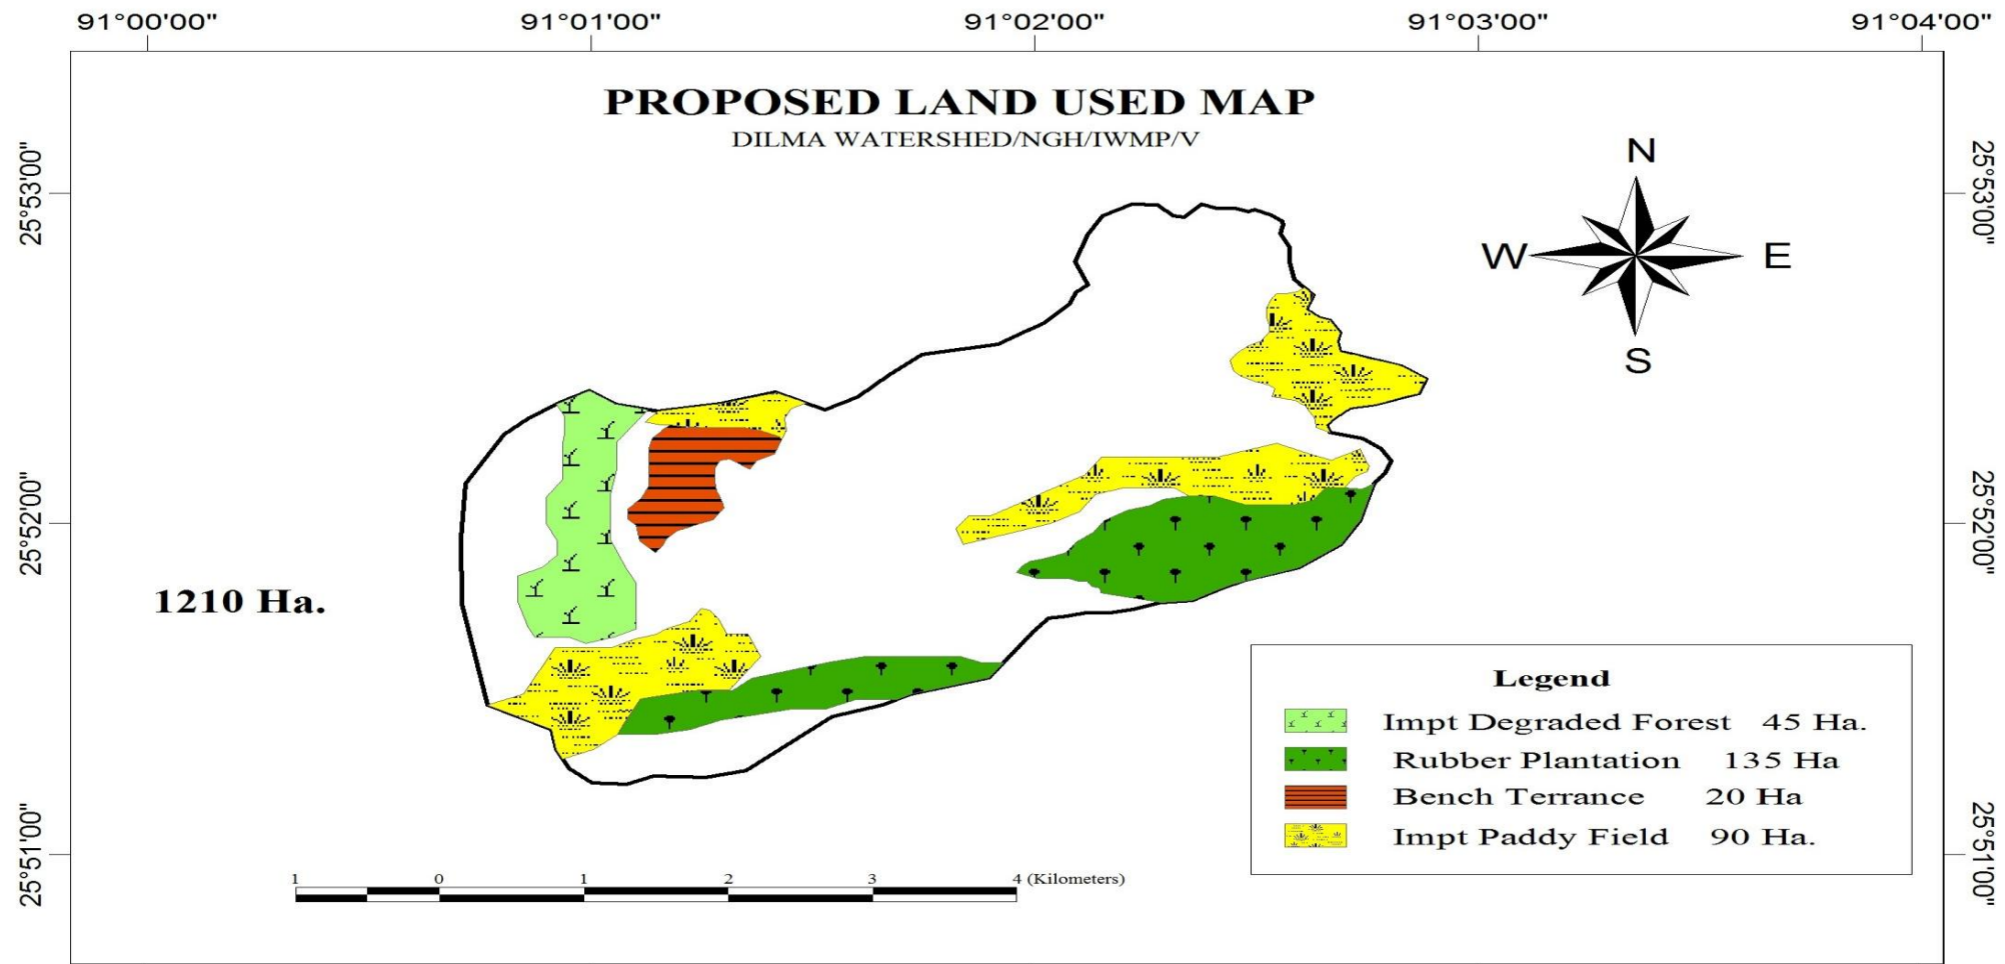 91°00'00" 91°01'00" 91°02'00" 91°03'00" 91°04'00"
PROPOSED LAND USED MAP
DILMA WATERSHED/NGH/IWMP/V
N
W E
S
25°53'00" 25°53'00"
25°52'00" 25°52'00"
1210 Ha.
Legend
Impt Degraded Forest 45 Ha.
Rubber Plantation 135 Ha
Bench Terrance 20 Ha
Impt Paddy Field 90 Ha.
25°51'00" 25°51'00"
1 0 1 2 3 4 (Kilometers)